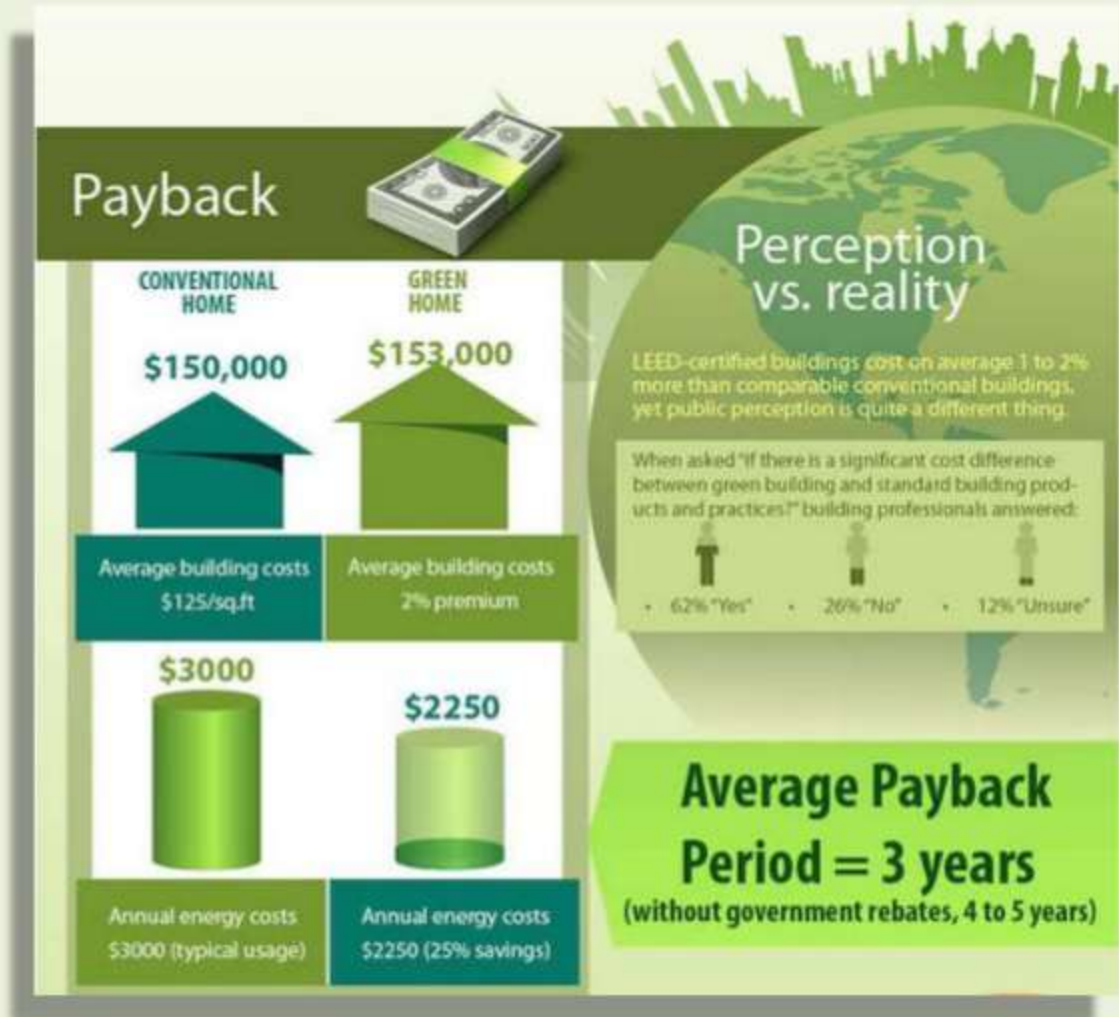 Payback
CONVENTIONAL
HOME
$150,000
GREEN
HOME
$153,000
Average building costs
$125/sq.ft
Average building costs
2% premium
$3000
$2250
Annual energy costs
$3000 (typical usage)
Annual energy costs
$2250 (25% savings)
Perception
vs. reality
LEED-certified buildings cost on average 1 to 2%
more than comparable conventional buildings,
yet public perception is quite a different thing.
When asked "if there is a significant cost difference
between green building and standard building prod-
ucts and practices?" building professionals answered:
• 62% "Yes" • 26% "No" • 12% "Unsure"
Average Payback
Period = 3 years
(without government rebates, 4 to 5 years)